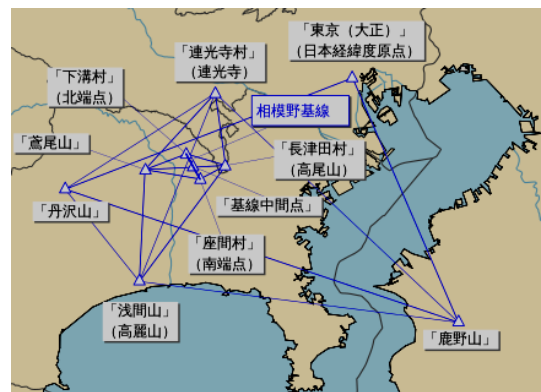 「東京（大正）」
（日本経緯度原点）
「連光寺村」
（連光寺）
「下溝村」
（北端点）
相模野基線
「鳶尾山」
「長津田村」
（高尾山）
「丹沢山」
「基線中間点」
「座間村」
（南端点）
「浅間山」
（高麗山）
「鹿野山」